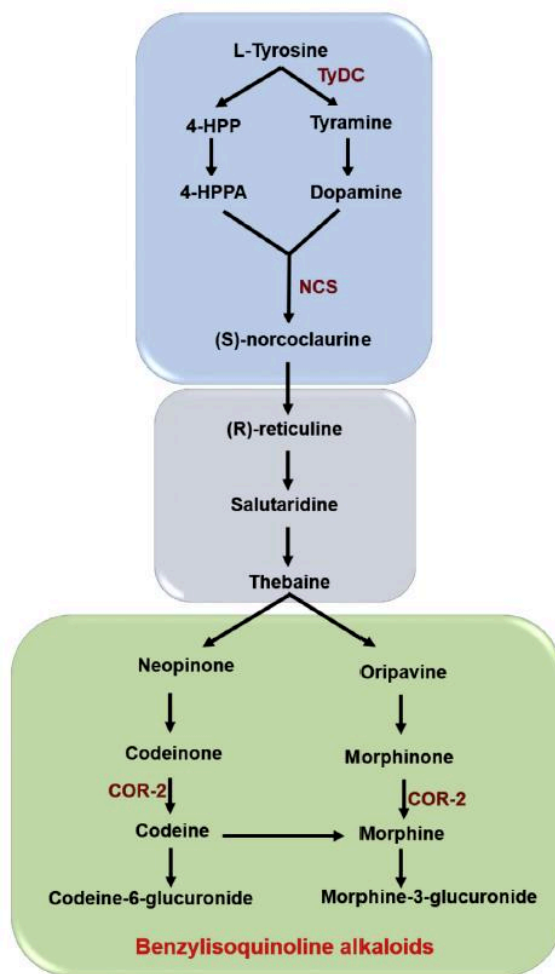 L-Tyrosine
TyDC
4-HPP Tyramine
4-HPPA Dopamine
NCS
(S)-norcoclaurine
(R)-reticuline
Salutaridine
Thebaine
Neopinone Oripavine
Codeinone Morphinone
COR-2 COR-2
Codeine Morphine
Codeine-6-glucuronide Morphine-3-glucuronide
Benzylisoquinoline alkaloids